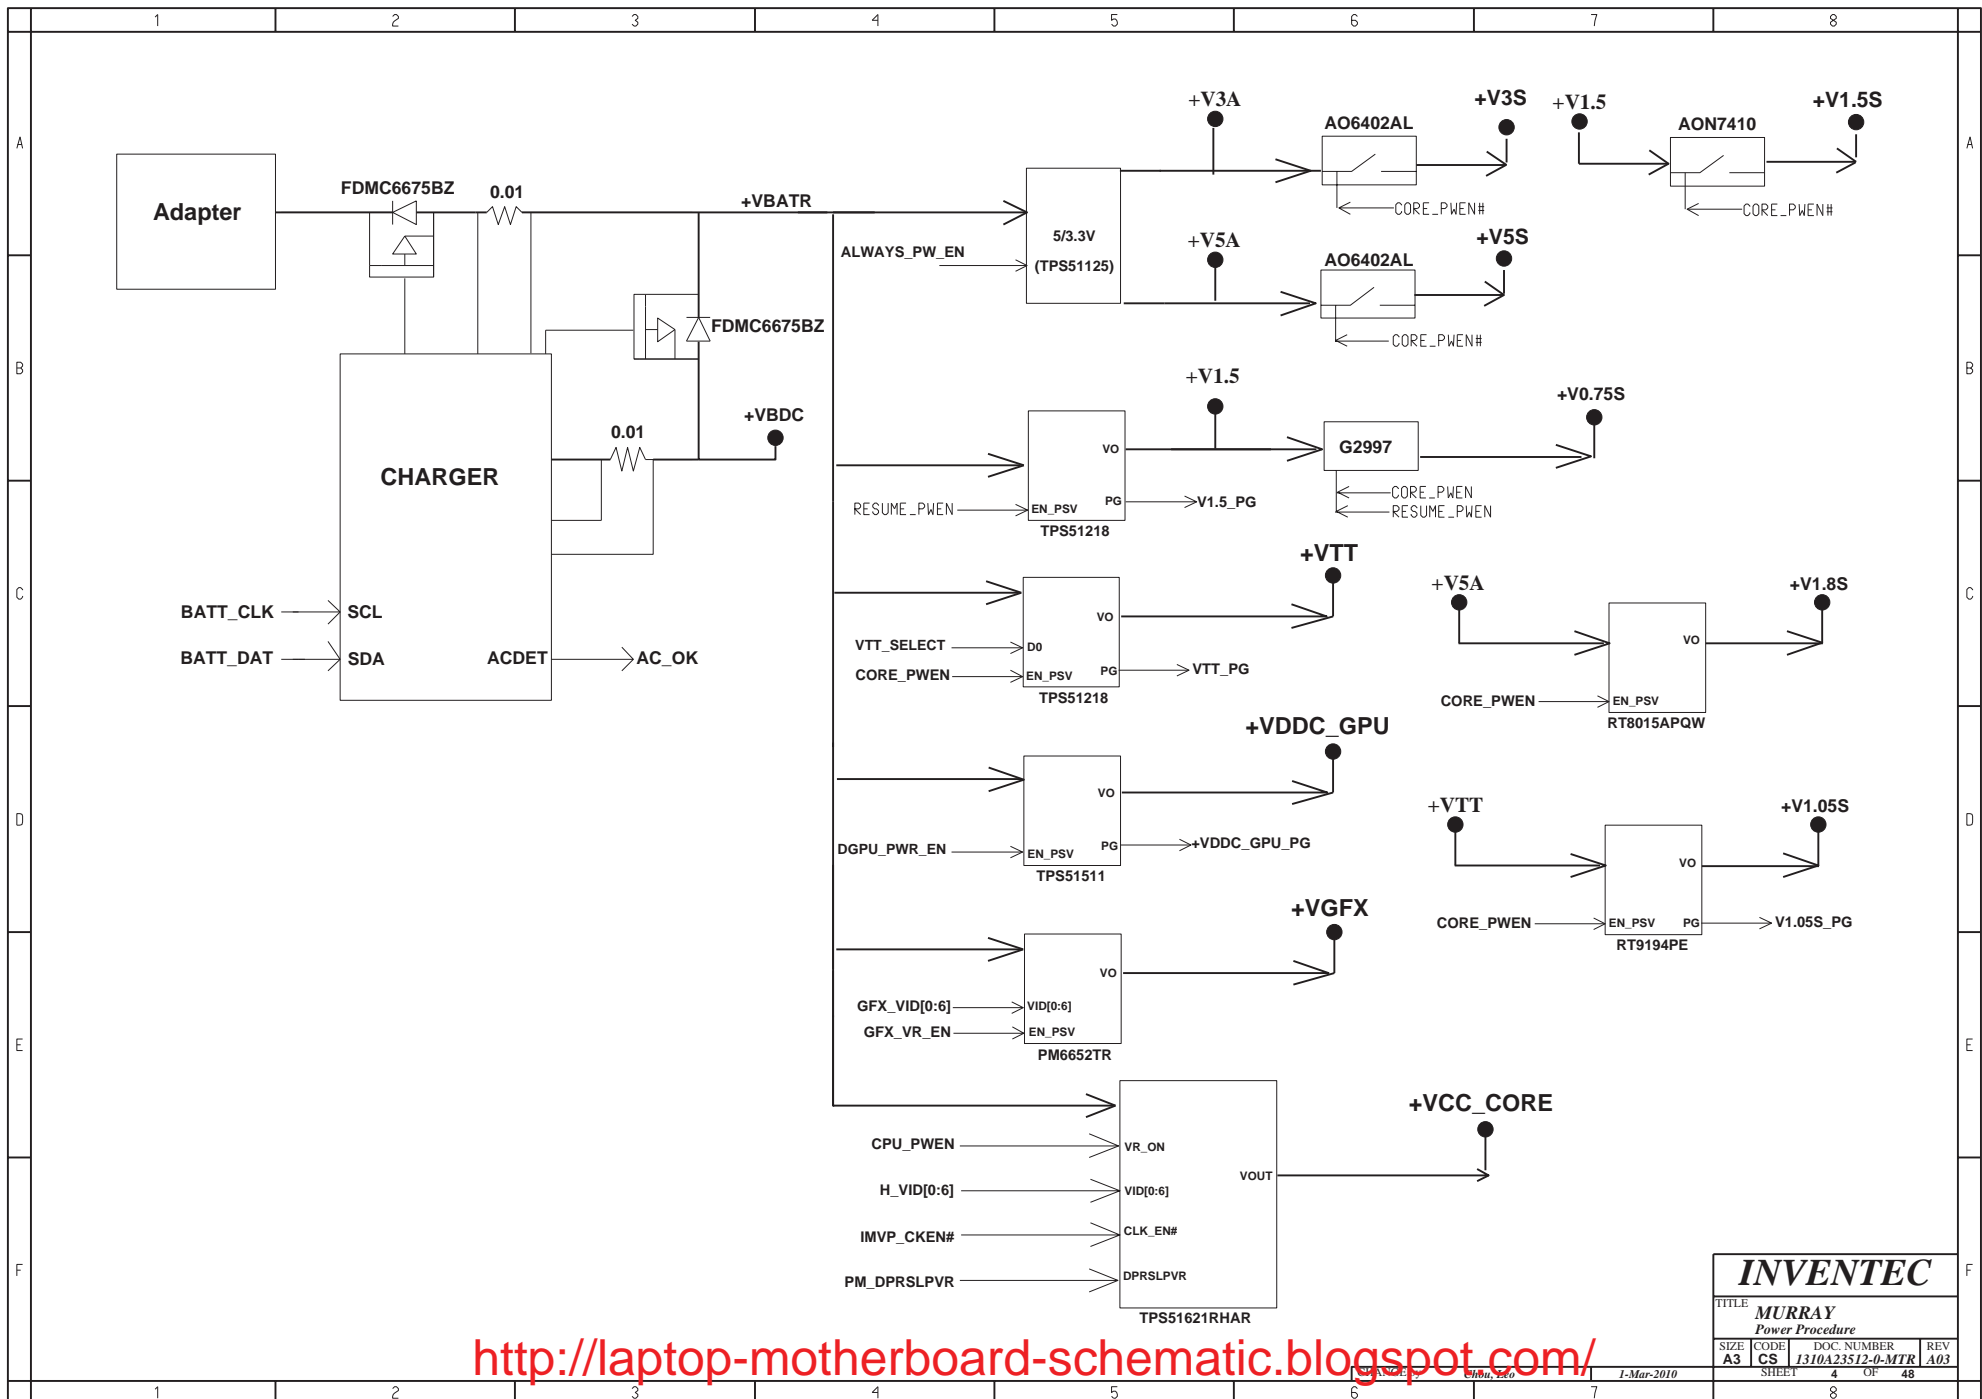 1 2 3 4 5 6 7 8
A A
B B
C C
D D
E E
F F
Adapter
FDMC6675BZ
0.01
+VBATR
ALWAYS_PW_EN
5/3.3V
(TPS51125)
+V3A
AO6402AL
+V3S
CORE_PWEN#
+V1.5
AON7410
+V1.5S
CORE_PWEN#
+V5A
AO6402AL
+V5S
CORE_PWEN#
FDMC6675BZ
+VBDC
0.01
CHARGER
BATT_CLK
SCL
BATT_DAT
SDA
ACDET
AC_OK
RESUME_PWEN
EN_PSV
VO
PG
TPS51218
+V1.5
V1.5_PG
G2997
CORE_PWEN
RESUME_PWEN
+V0.75S
VTT_SELECT
D0
CORE_PWEN
EN_PSV
VO
PG
TPS51218
+VTT
VTT_PG
+V5A
CORE_PWEN
EN_PSV
VO
RT8015APQW
+V1.8S
DGPU_PWR_EN
EN_PSV
VO
PG
TPS51511
+VDDC_GPU
+VDDC_GPU_PG
+VTT
CORE_PWEN
EN_PSV
VO
PG
RT9194PE
+V1.05S
V1.05S_PG
GFX_VID[0:6]
VID[0:6]
GFX_VR_EN
EN_PSV
VO
PM6652TR
+VGFX
CPU_PWEN
VR_ON
H_VID[0:6]
VID[0:6]
IMVP_CKEN#
CLK_EN#
PM_DPRSLPVR
DPRSLPVR
VOUT
TPS51621RHAR
+VCC_CORE
INVENTEC
TITLE
MURRAY
Power Procedure
SIZE CODE DOC. NUMBER REV
A3 CS 1310A23512-0-MTR A03
Chou, Leo 1-Mar-2010 SHEET 4 OF 48
http://laptop-motherboard-schematic.blogspot.com/
1 2 3 4 5 6 7 8